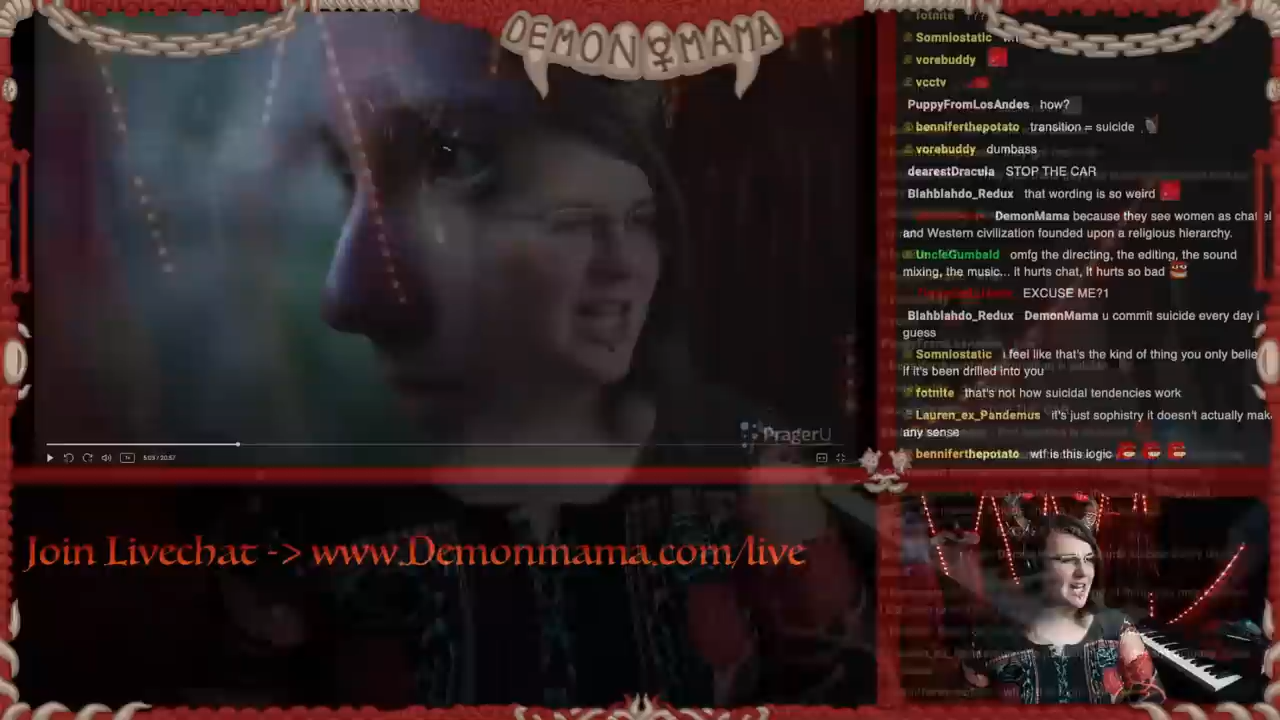 DEMON MAMA
fotnite ???
Somniostatic
vorebuddy
vcctv
PuppyFromLosAndes how?
benniferthepotato transition = suicide
vorebuddy dumbass
dearestDracula STOP THE CAR
Blahblahdo_Redux that wording is so weird
DemonMama because they see women as
and Western civilization founded upon a religious hierarchy.
UncleGumbald omfg the directing, the editing, the sound
mixing, the music... it hurts chat, it hurts so bad
EXCUSE ME?1
Blahblahdo_Redux DemonMama u commit suicide every day i
guess
Somniostatic i feel like that's the kind of thing you only belie
if it's been drilled into you
fotnite that's not how suicidal tendencies work
Lauren_ex_Pandemus it's just sophistry it doesn't actually mak
any sense
benniferthepotato wtf is this logic
PragerU
1x 5:03 / 20:57
Join Livechat -> www.Demonmama.com/live